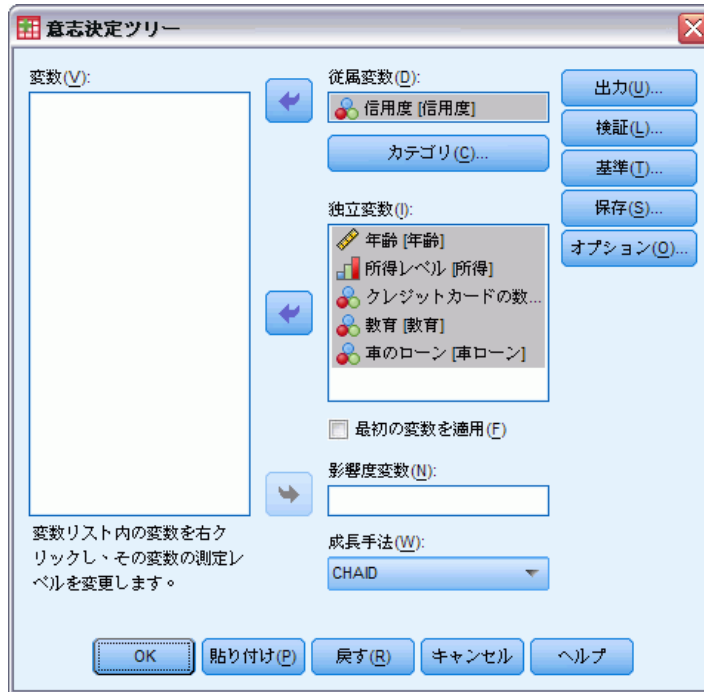 意志決定ツリー
変数(V):
従属変数(D):
信用度 [信用度]
カテゴリ(C)...
独立変数(I):
年齢 [年齢]
所得レベル [所得]
クレジットカードの数...
教育 [教育]
車のローン [車ローン]
最初の変数を適用(F)
影響度変数(N):
成長手法(W):
CHAID
変数リスト内の変数を右ク
リックし、その変数の測定レ
ベルを変更します。
出力(U)...
検証(L)...
基準(T)...
保存(S)...
オプション(O)...
OK
貼り付け(P)
戻す(R)
キャンセル
ヘルプ